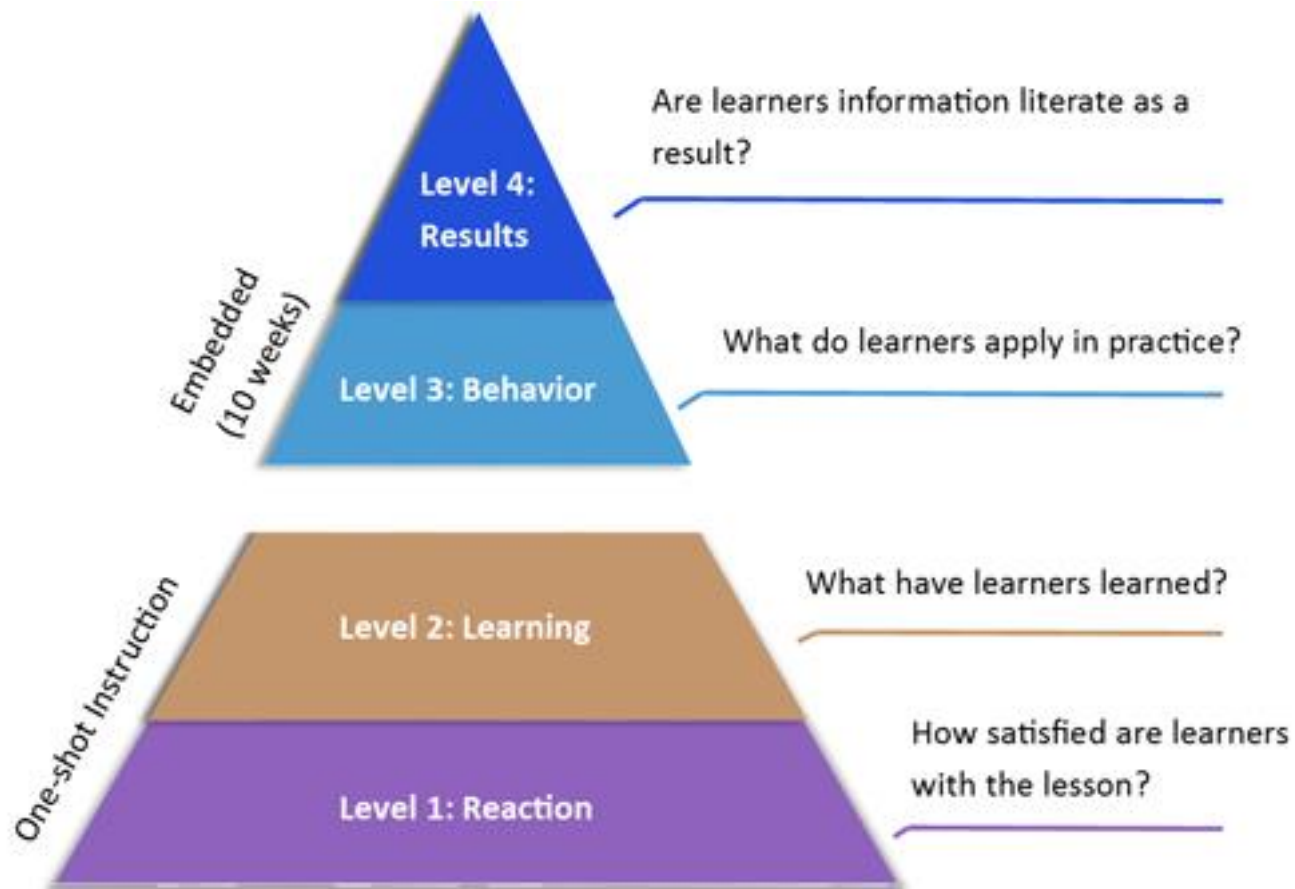 Are learners information literate as a
result?
Level 4:
Results
Embedded
(10 weeks)
What do learners apply in practice?
Level 3: Behavior
What have learners learned?
Level 2: Learning
One-shot Instruction
How satisfied are learners
with the lesson?
Level 1: Reaction